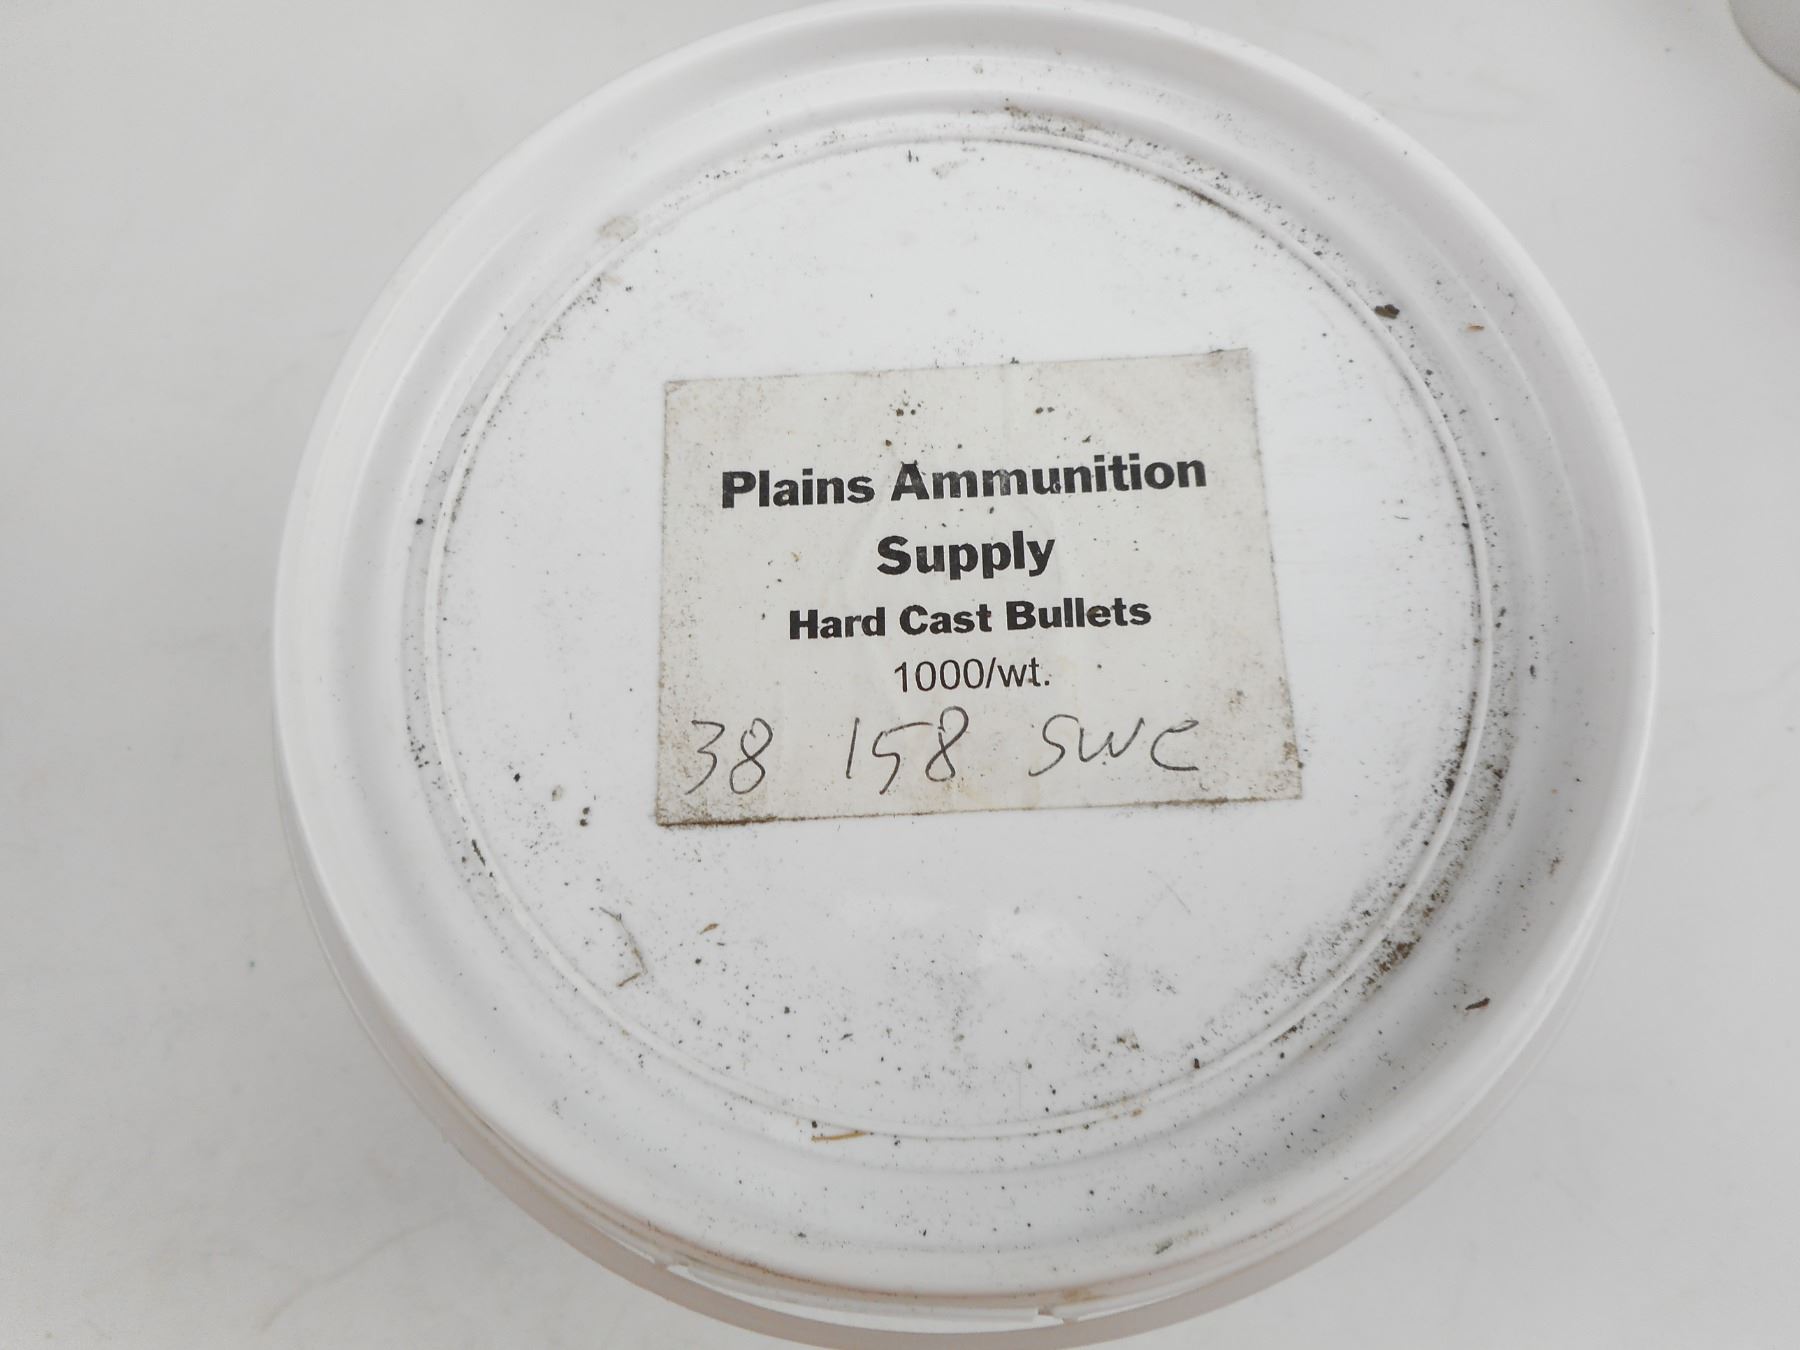 Plains Ammunition
Supply
Hard Cast Bullets
1000/wt.
38 158 SWC